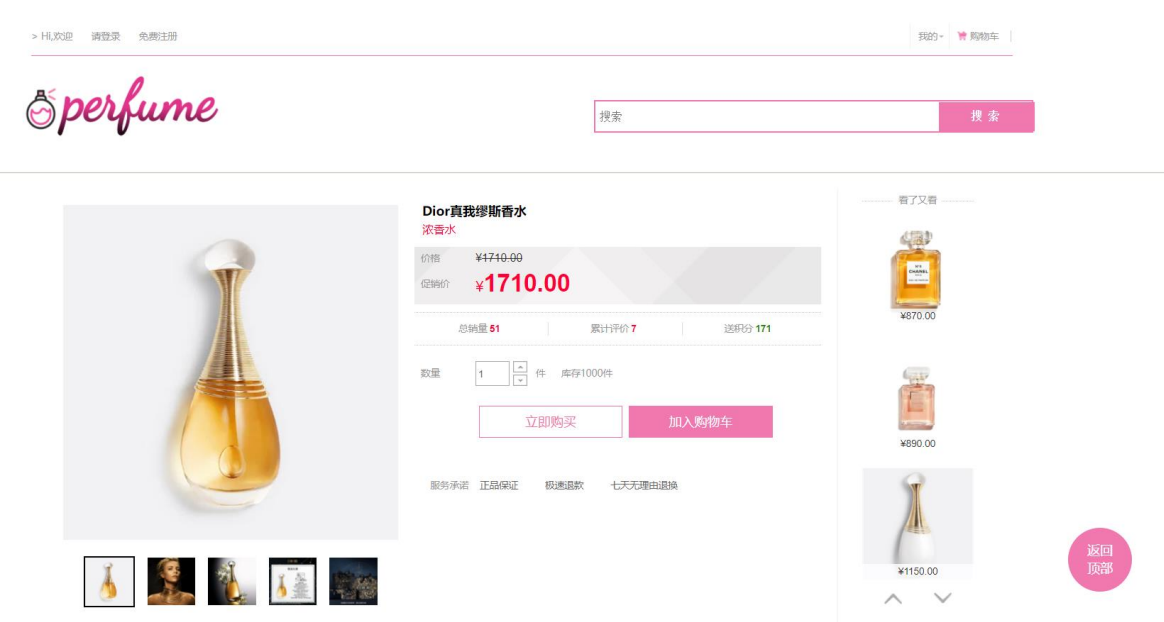 > Hi,欢迎 请登录 免费注册 我的 购物车
perfume
搜索 搜 索
Dior真我缪斯香水
浓香水
价格 ¥1710.00
促销价 ¥1710.00
总销量 51 累计评价 7 送积分 171
数量 1 件 库存1000件
立即购买 加入购物车
服务承诺 正品保证 极速退款 七天无理由退换
看了又看
N°5
CHANEL
¥870.00
¥890.00
¥1150.00
返回
顶部